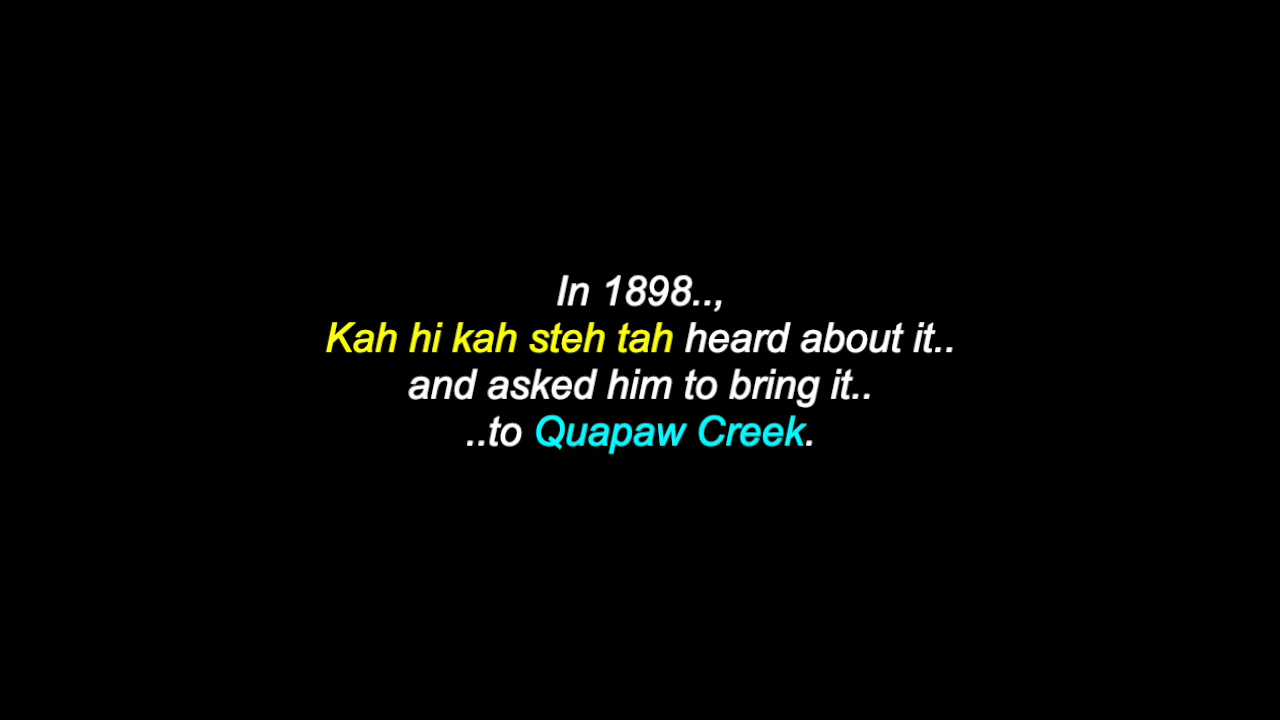 In 1898..,
Kah hi kah steh tah heard about it..
and asked him to bring it..
..to Quapaw Creek.